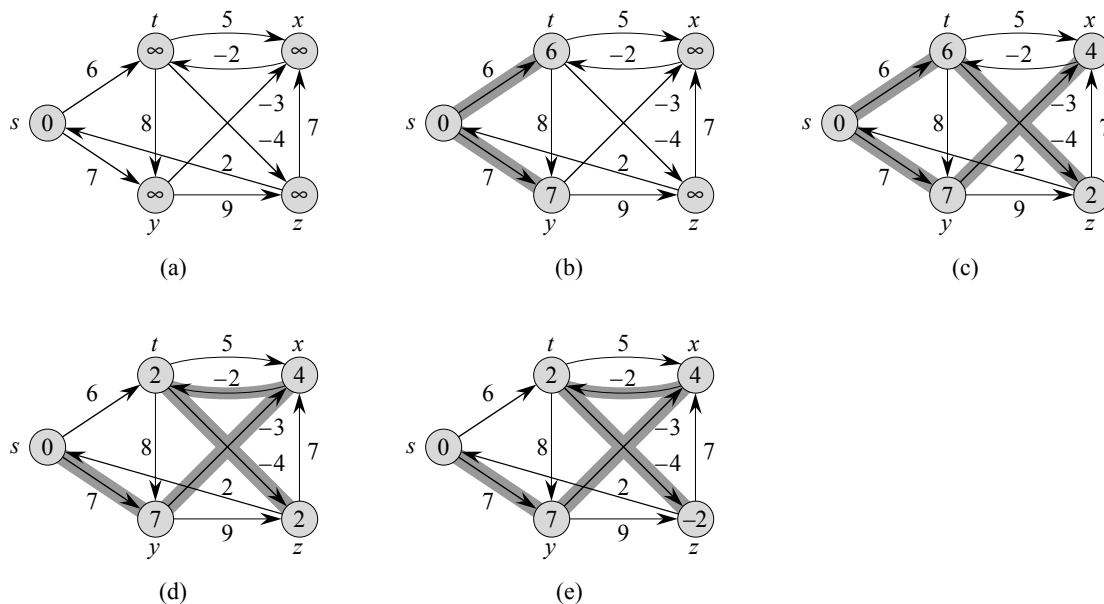 t 5 x
∞ –2 ∞
6
s 0 8 –3 7
–4
7 2
∞ 9 ∞
y z
(a)
t 5 x
6 –2 ∞
6
s 0 8 –3 7
–4
7 2
7 9 ∞
y z
(b)
t 5 x
6 –2 4
6
s 0 8 –3 7
–4
7 2
7 9 2
y z
(c)
t 5 x
2 –2 4
6
s 0 8 –3 7
–4
7 2
7 9 2
y z
(d)
t 5 x
2 –2 4
6
s 0 8 –3 7
–4
7 2
7 9 –2
y z
(e)